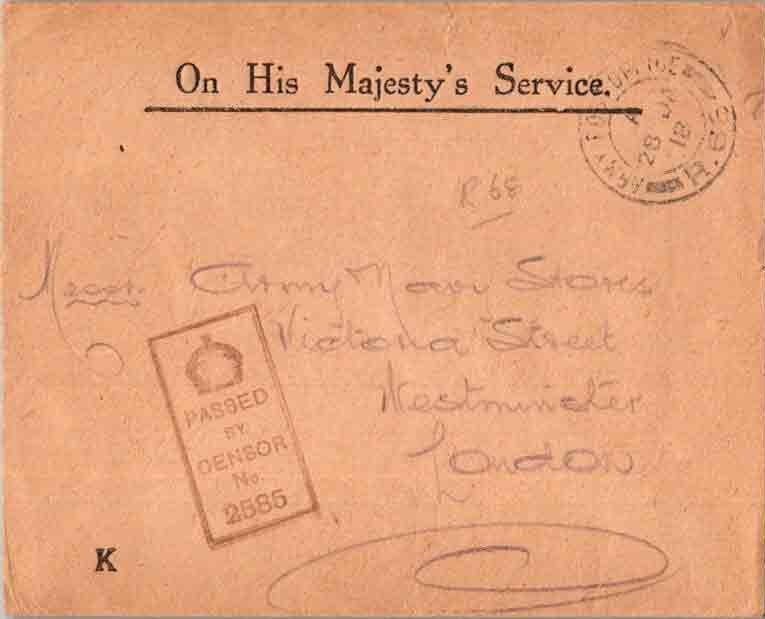 On His Majesty's Service.
ARMY POST OFFICE
28 JA 18
R.62
R 68
Messrs. Army Navy Stores
Victoria Street
Westminster
London
PASSED
BY
CENSOR
No.
2585
K